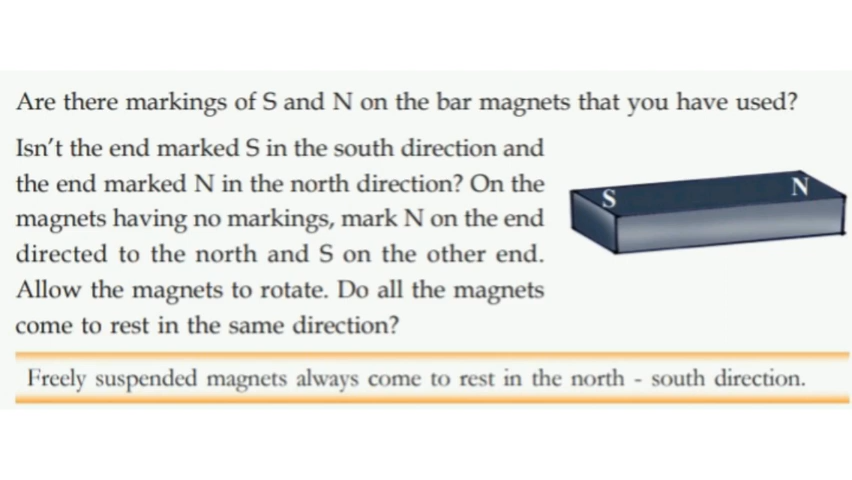 Are there markings of S and N on the bar magnets that you have used?
Isn't the end marked S in the south direction and
the end marked N in the north direction? On the
magnets having no markings, mark N on the end
directed to the north and S on the other end.
Allow the magnets to rotate. Do all the magnets
come to rest in the same direction?
S
N
Freely suspended magnets always come to rest in the north - south direction.